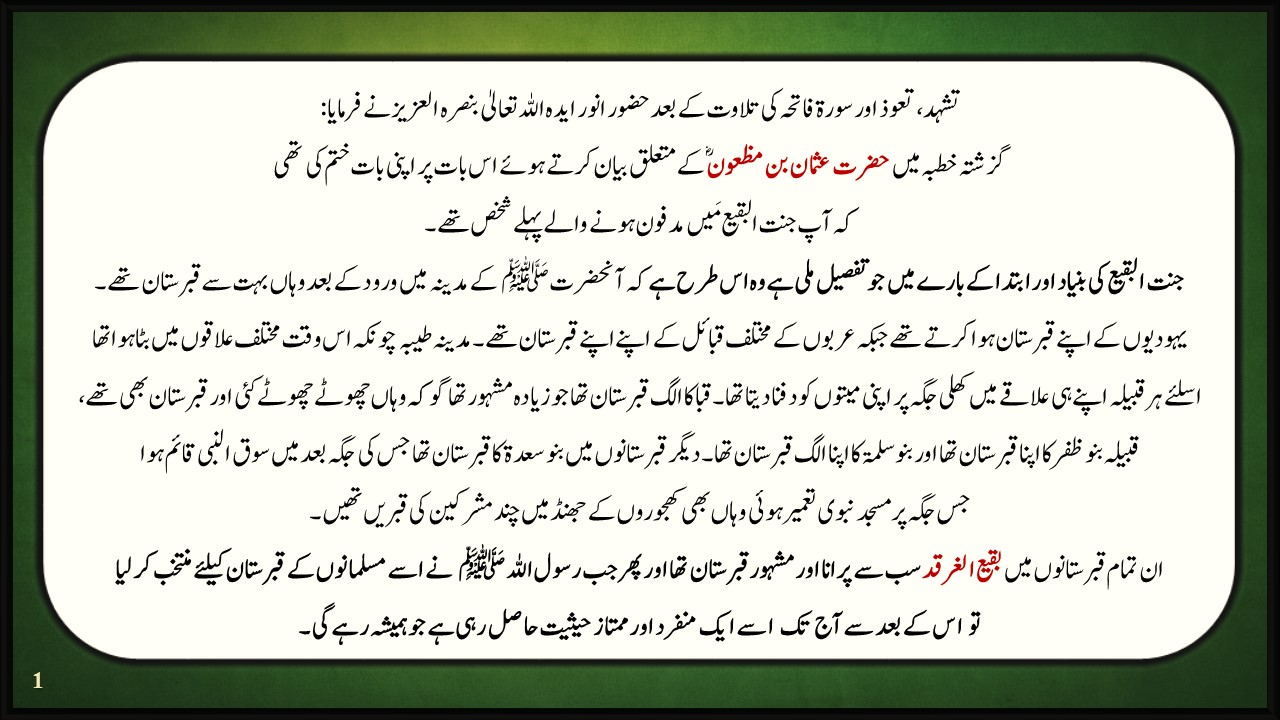 تشہد، تعوذ اور سورۃ فاتحہ کی تلاوت کے بعد حضور انور ایدہ اللہ تعالیٰ بنصرہ العزیز نے فرمایا:
گزشتہ خطبہ میں حضرت عثمان بن مظعونؓ کے متعلق بیان کرتے ہوئے اس بات پر اپنی بات ختم کی تھی
کہ آپ جنت البقیع مَیں مدفون ہونے والے پہلے شخص تھے۔
جنت البقیع کی بنیاد اور ابتدا کے بارے میں جو تفصیل ملی ہے وہ اس طرح ہے کہ آنحضرت ﷺ کے مدینہ میں ورود کے بعد وہاں بہت سے قبرستان تھے۔
یہودیوں کے اپنے قبرستان ہوا کرتے تھے جبکہ عربوں کے مختلف قبائل کے اپنے اپنے قبرستان تھے۔ مدینہ طیبہ چونکہ اس وقت مختلف علاقوں میں بٹا ہوا تھا
اسلئے ہر قبیلہ اپنے ہی علاقے میں کھلی جگہ پر اپنی میتوں کو دفنا دیتا تھا۔ قبا کا الگ قبرستان تھا جو زیادہ مشہور تھا گو کہ وہاں چھوٹے چھوٹے کئی اور قبرستان بھی تھے،
قبیلہ بنو ظفر کا اپنا قبرستان تھا اور بنو سلمۃ کا اپنا الگ قبرستان تھا۔ دیگر قبرستانوں میں بنو سعدۃ کا قبرستان تھا جس کی جگہ بعد میں سوق النبی قائم ہوا
جس جگہ پر مسجد نبوی تعمیر ہوئی وہاں بھی کھجوروں کے جھنڈ میں چند مشرکین کی قبریں تھیں۔
ان تمام قبرستانوں میں بقیع الغرقد سب سے پرانا اور مشہور قبرستان تھا اور پھر جب رسول اللہ ﷺ نے اسے مسلمانوں کے قبرستان کیلئے منتخب کر لیا
تو اس کے بعد سے آج تک اسے ایک منفرد اور ممتاز حیثیت حاصل رہی ہے جو ہمیشہ رہے گی۔
1